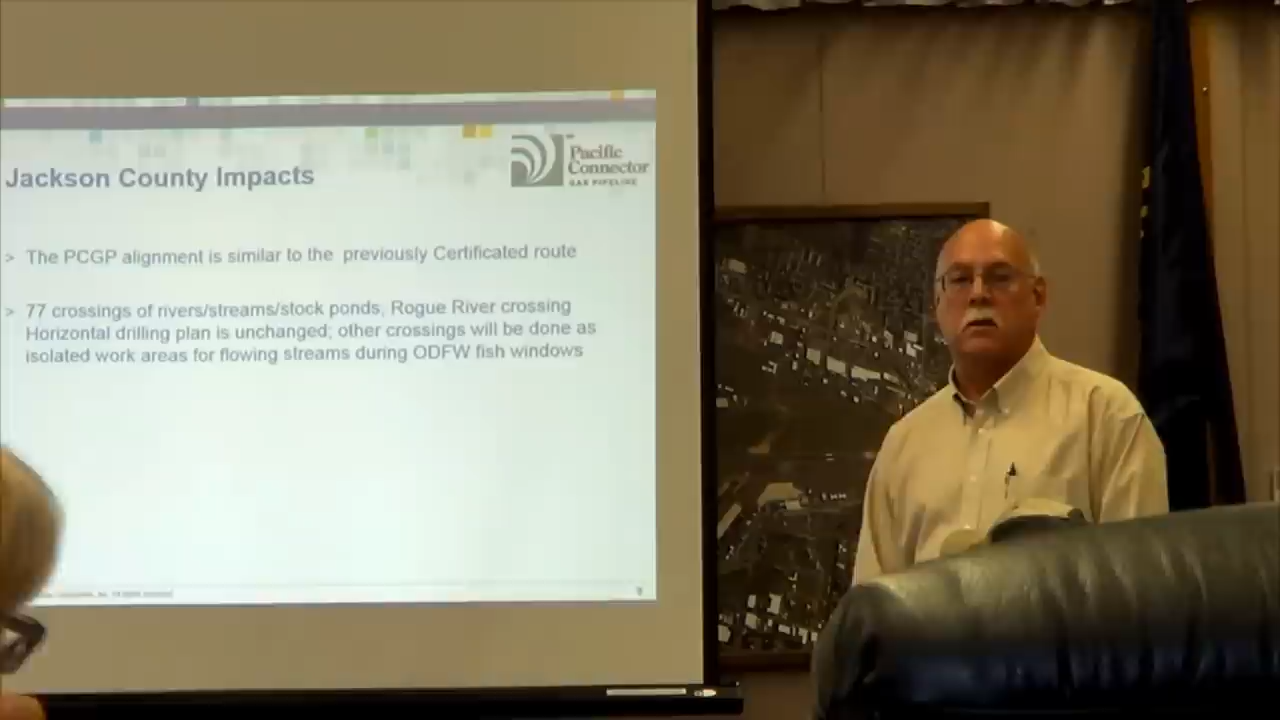 Pacific
Connector
GAS PIPELINE
Jackson County Impacts
> The PCGP alignment is similar to the previously Certificated route
> 77 crossings of rivers/streams/stock ponds, Rogue River crossing
Horizontal drilling plan is unchanged; other crossings will be done as
isolated work areas for flowing streams during ODFW fish windows